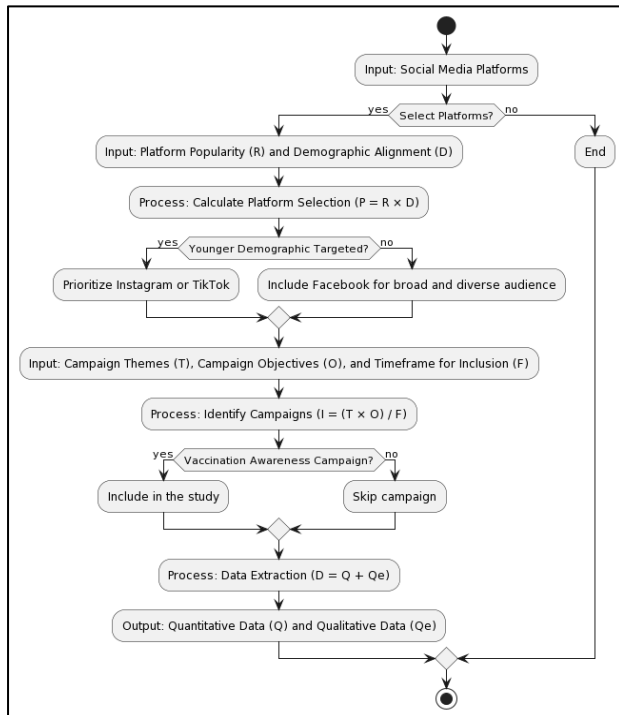 Input: Social Media Platforms
yes
Select Platforms?
no
Input: Platform Popularity (R) and Demographic Alignment (D)
End
Process: Calculate Platform Selection (P = R × D)
yes
Younger Demographic Targeted?
no
Prioritize Instagram or TikTok
Include Facebook for broad and diverse audience
Input: Campaign Themes (T), Campaign Objectives (O), and Timeframe for Inclusion (F)
Process: Identify Campaigns (I = (T × O) / F)
yes
Vaccination Awareness Campaign?
no
Include in the study
Skip campaign
Process: Data Extraction (D = Q + Qe)
Output: Quantitative Data (Q) and Qualitative Data (Qe)